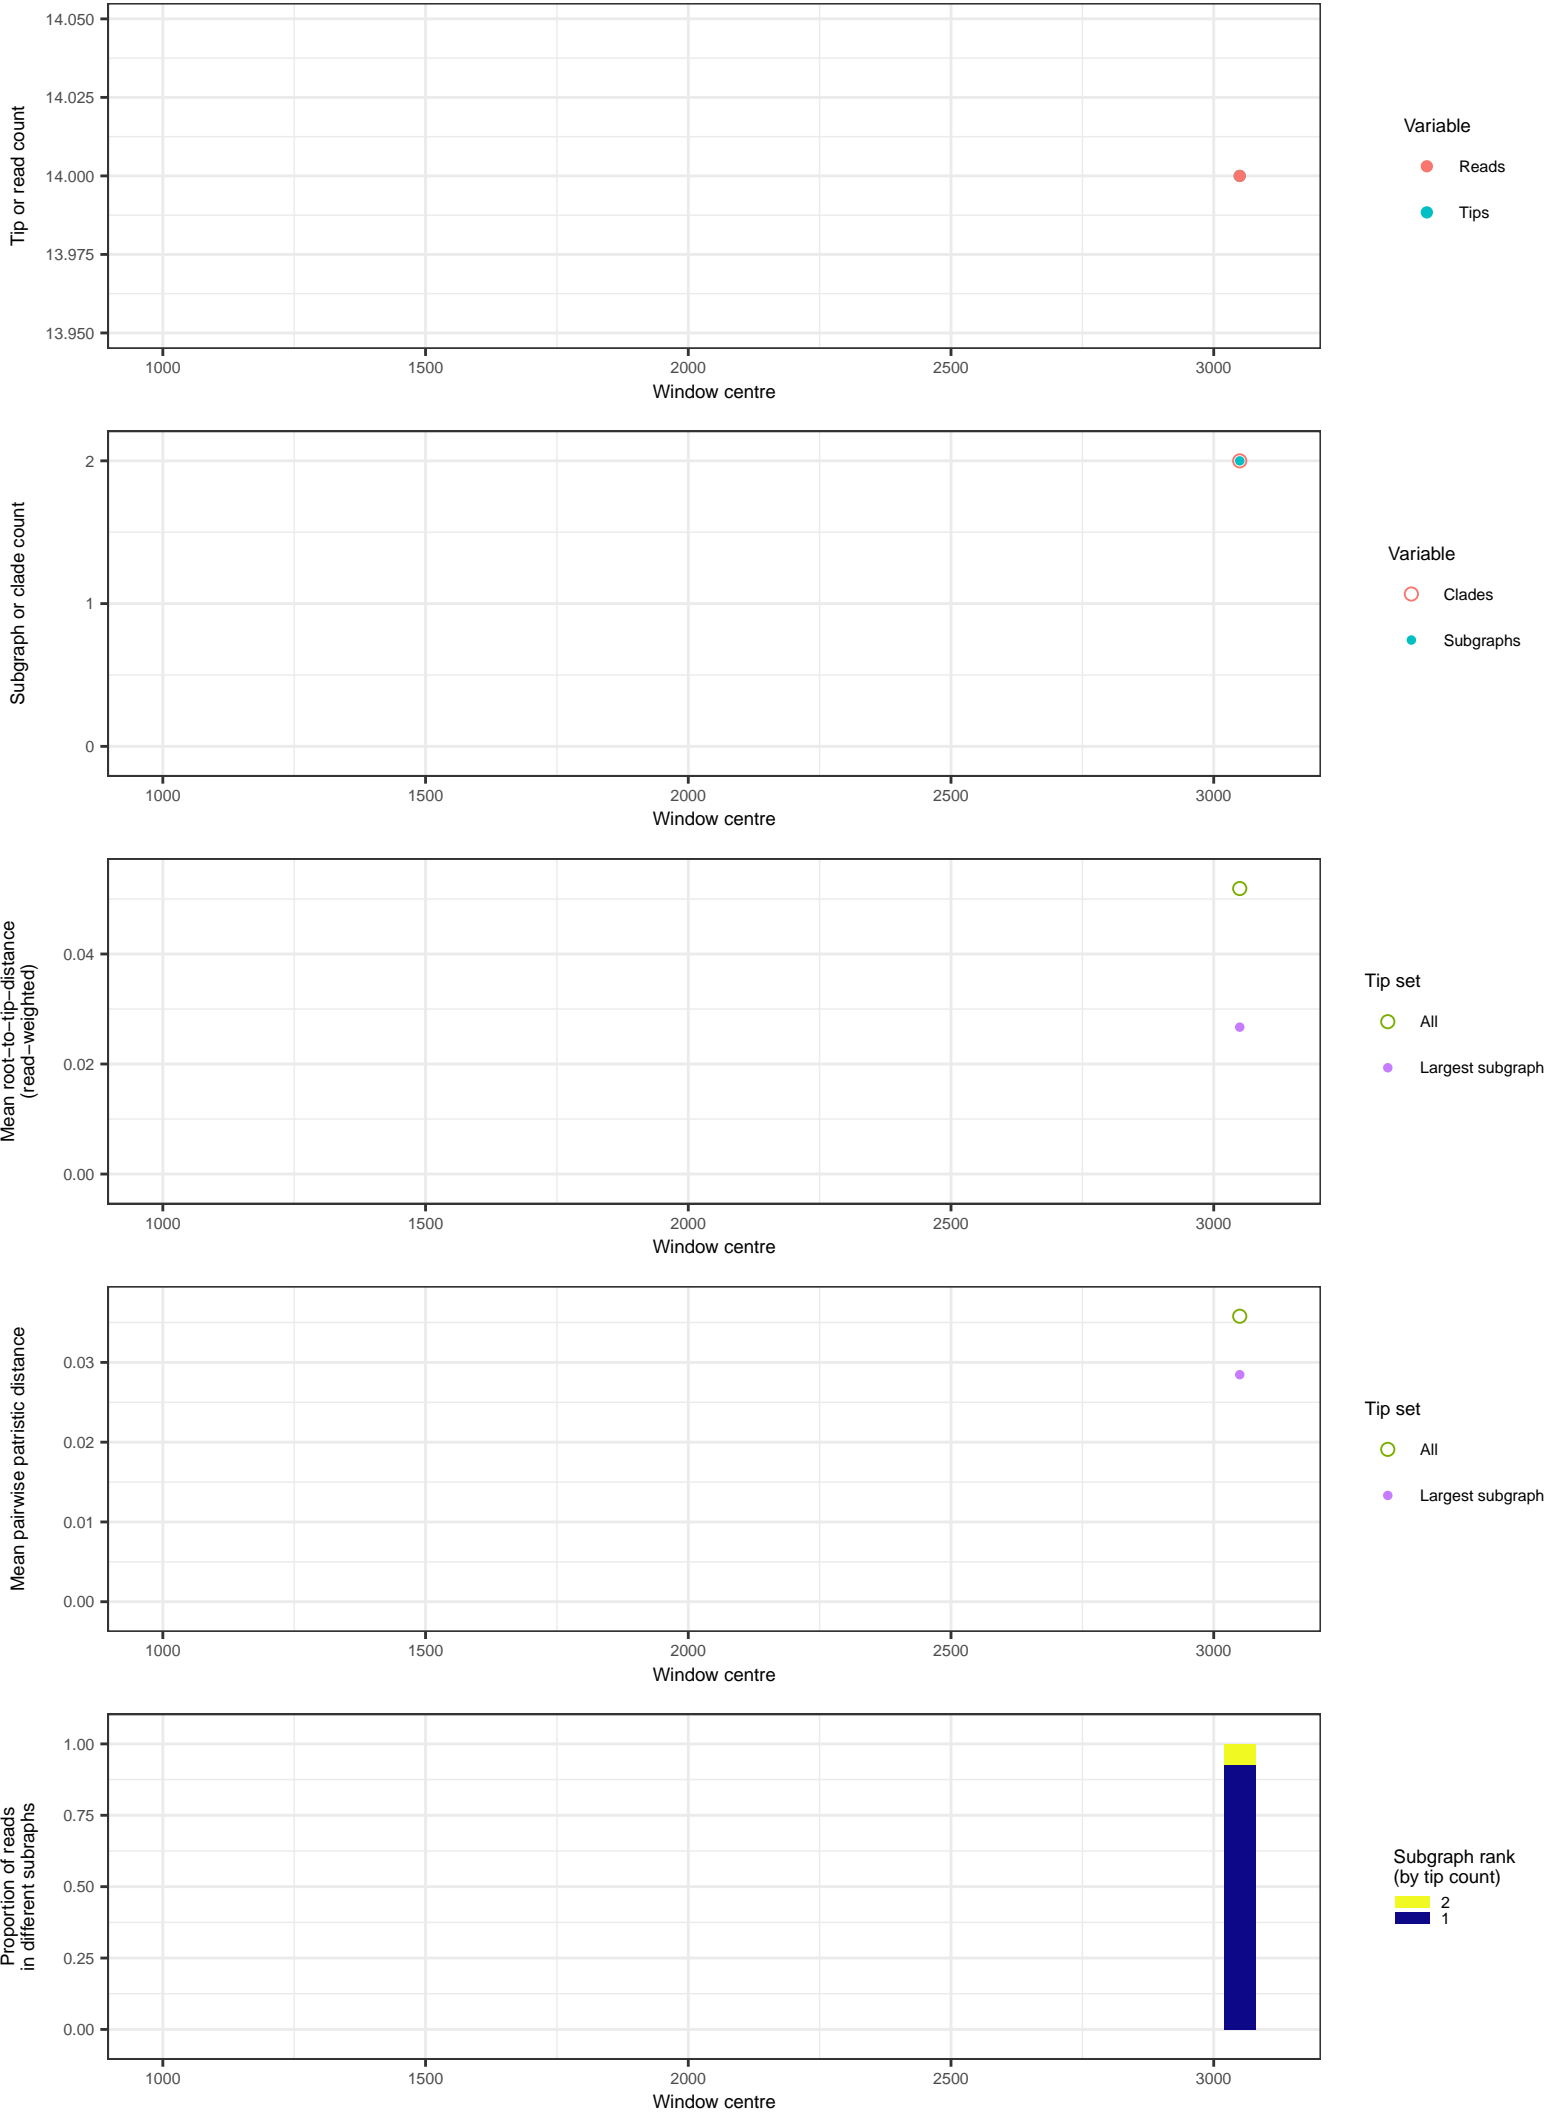 14.050
14.025
14.000
13.975
13.950
Tip or read count
1000 1500 2000 2500 3000
Window centre
Variable
Reads
Tips
2
1
0
Subgraph or clade count
1000 1500 2000 2500 3000
Window centre
Variable
Clades
Subgraphs
0.04
0.02
0.00
Mean root−to−tip−distance
(read−weighted)
1000 1500 2000 2500 3000
Window centre
Tip set
All
Largest subgraph
0.03
0.02
0.01
0.00
Mean pairwise patristic distance
1000 1500 2000 2500 3000
Window centre
Tip set
All
Largest subgraph
1.00
0.75
0.50
0.25
0.00
Proportion of reads
in different subraphs
1000 1500 2000 2500 3000
Window centre
Subgraph rank
(by tip count)
2
1